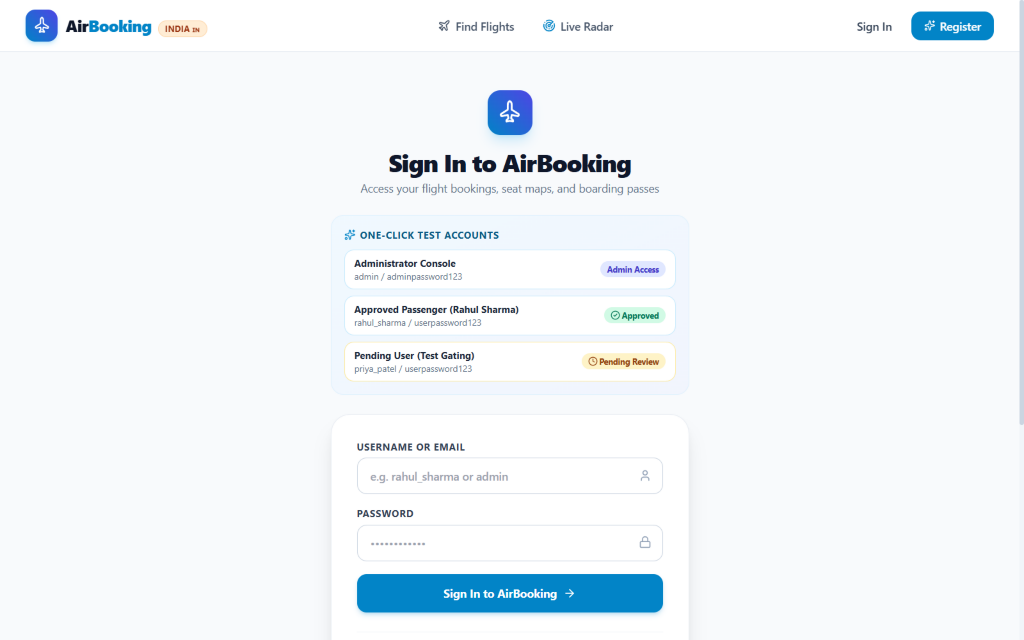 AirBooking INDIA IN
Find Flights
Live Radar
Sign In
Register
Sign In to AirBooking
Access your flight bookings, seat maps, and boarding passes
ONE-CLICK TEST ACCOUNTS
Administrator Console
admin / adminpassword123
Admin Access
Approved Passenger (Rahul Sharma)
rahul_sharma / userpassword123
Approved
Pending User (Test Gating)
priya_patel / userpassword123
Pending Review
USERNAME OR EMAIL
e.g. rahul_sharma or admin
PASSWORD
••••••••••••
Sign In to AirBooking →